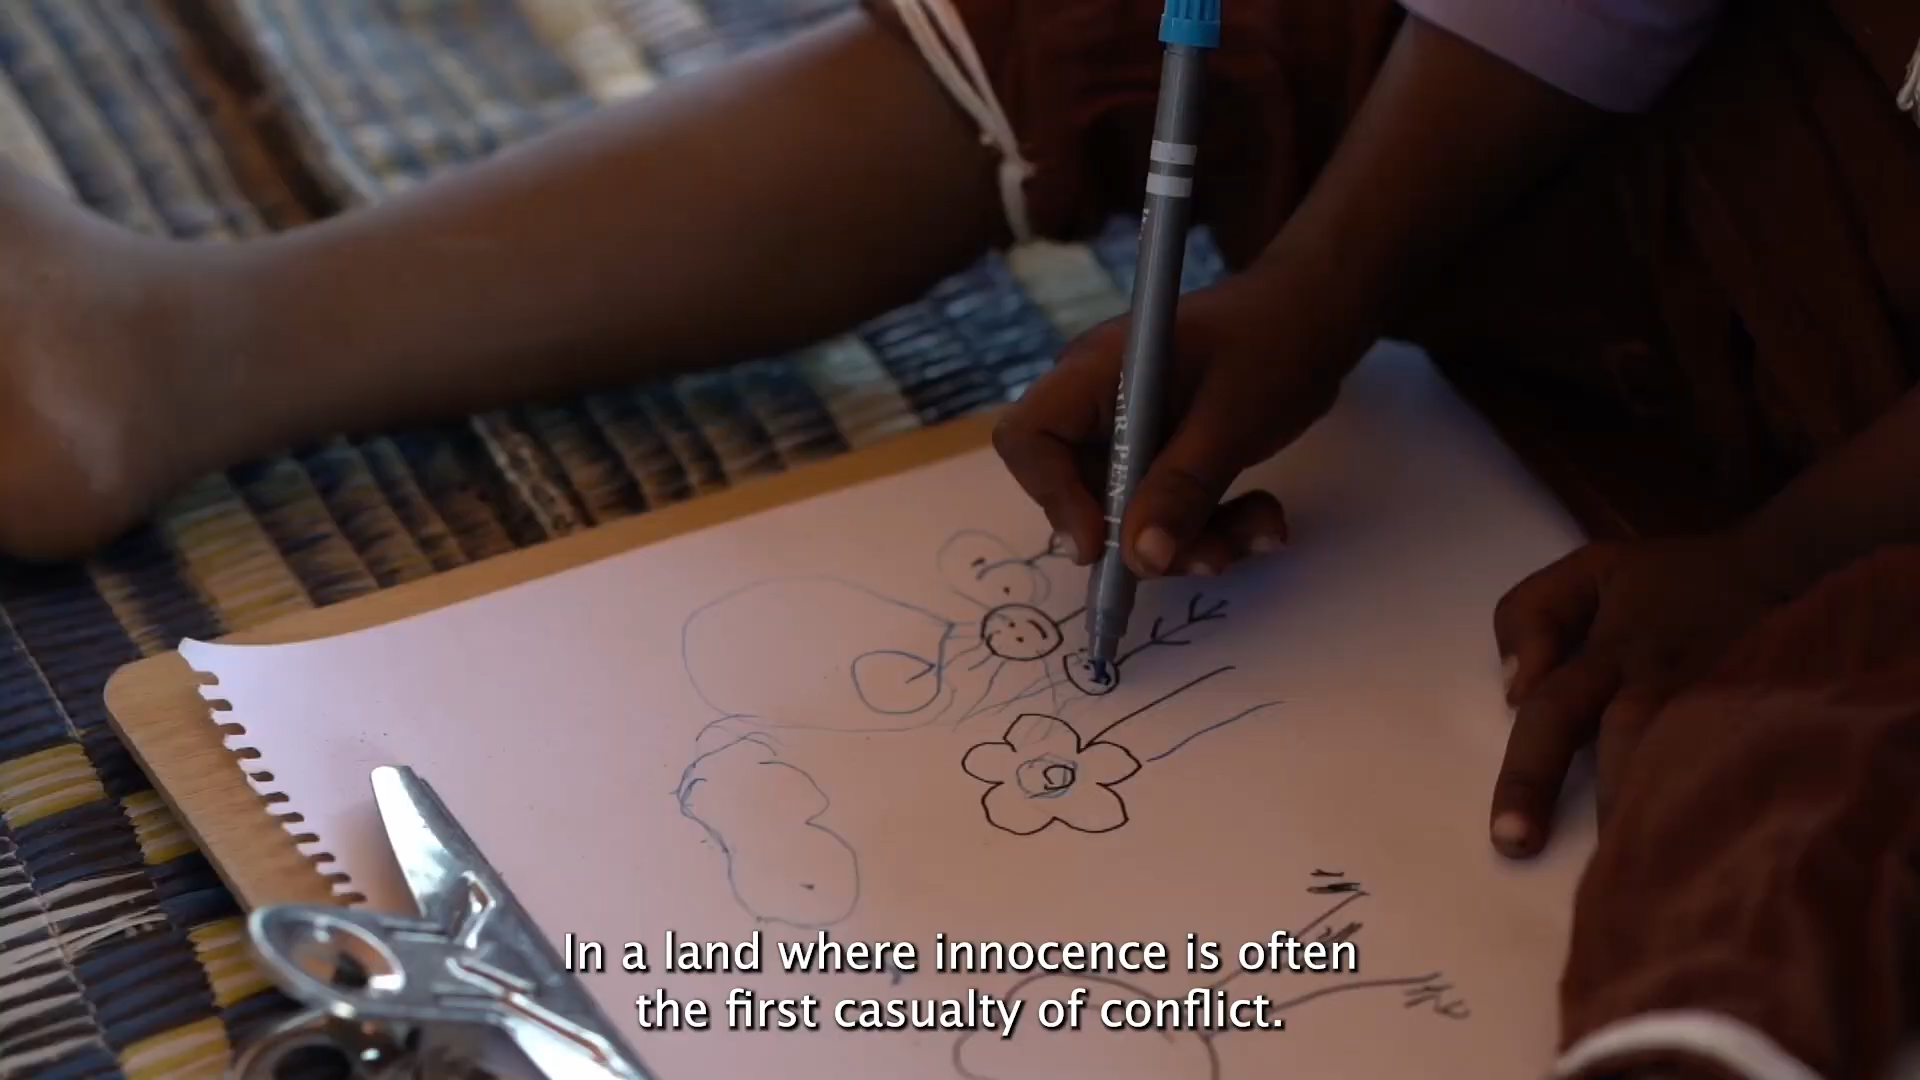 In a land where innocence is often
the first casualty of conflict.